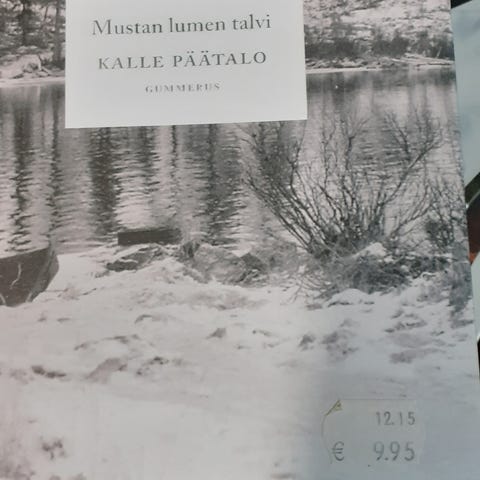 Mustan lumen talvi
KALLE PÄÄTALO
GUMMERUS
12.15
€ 9.95